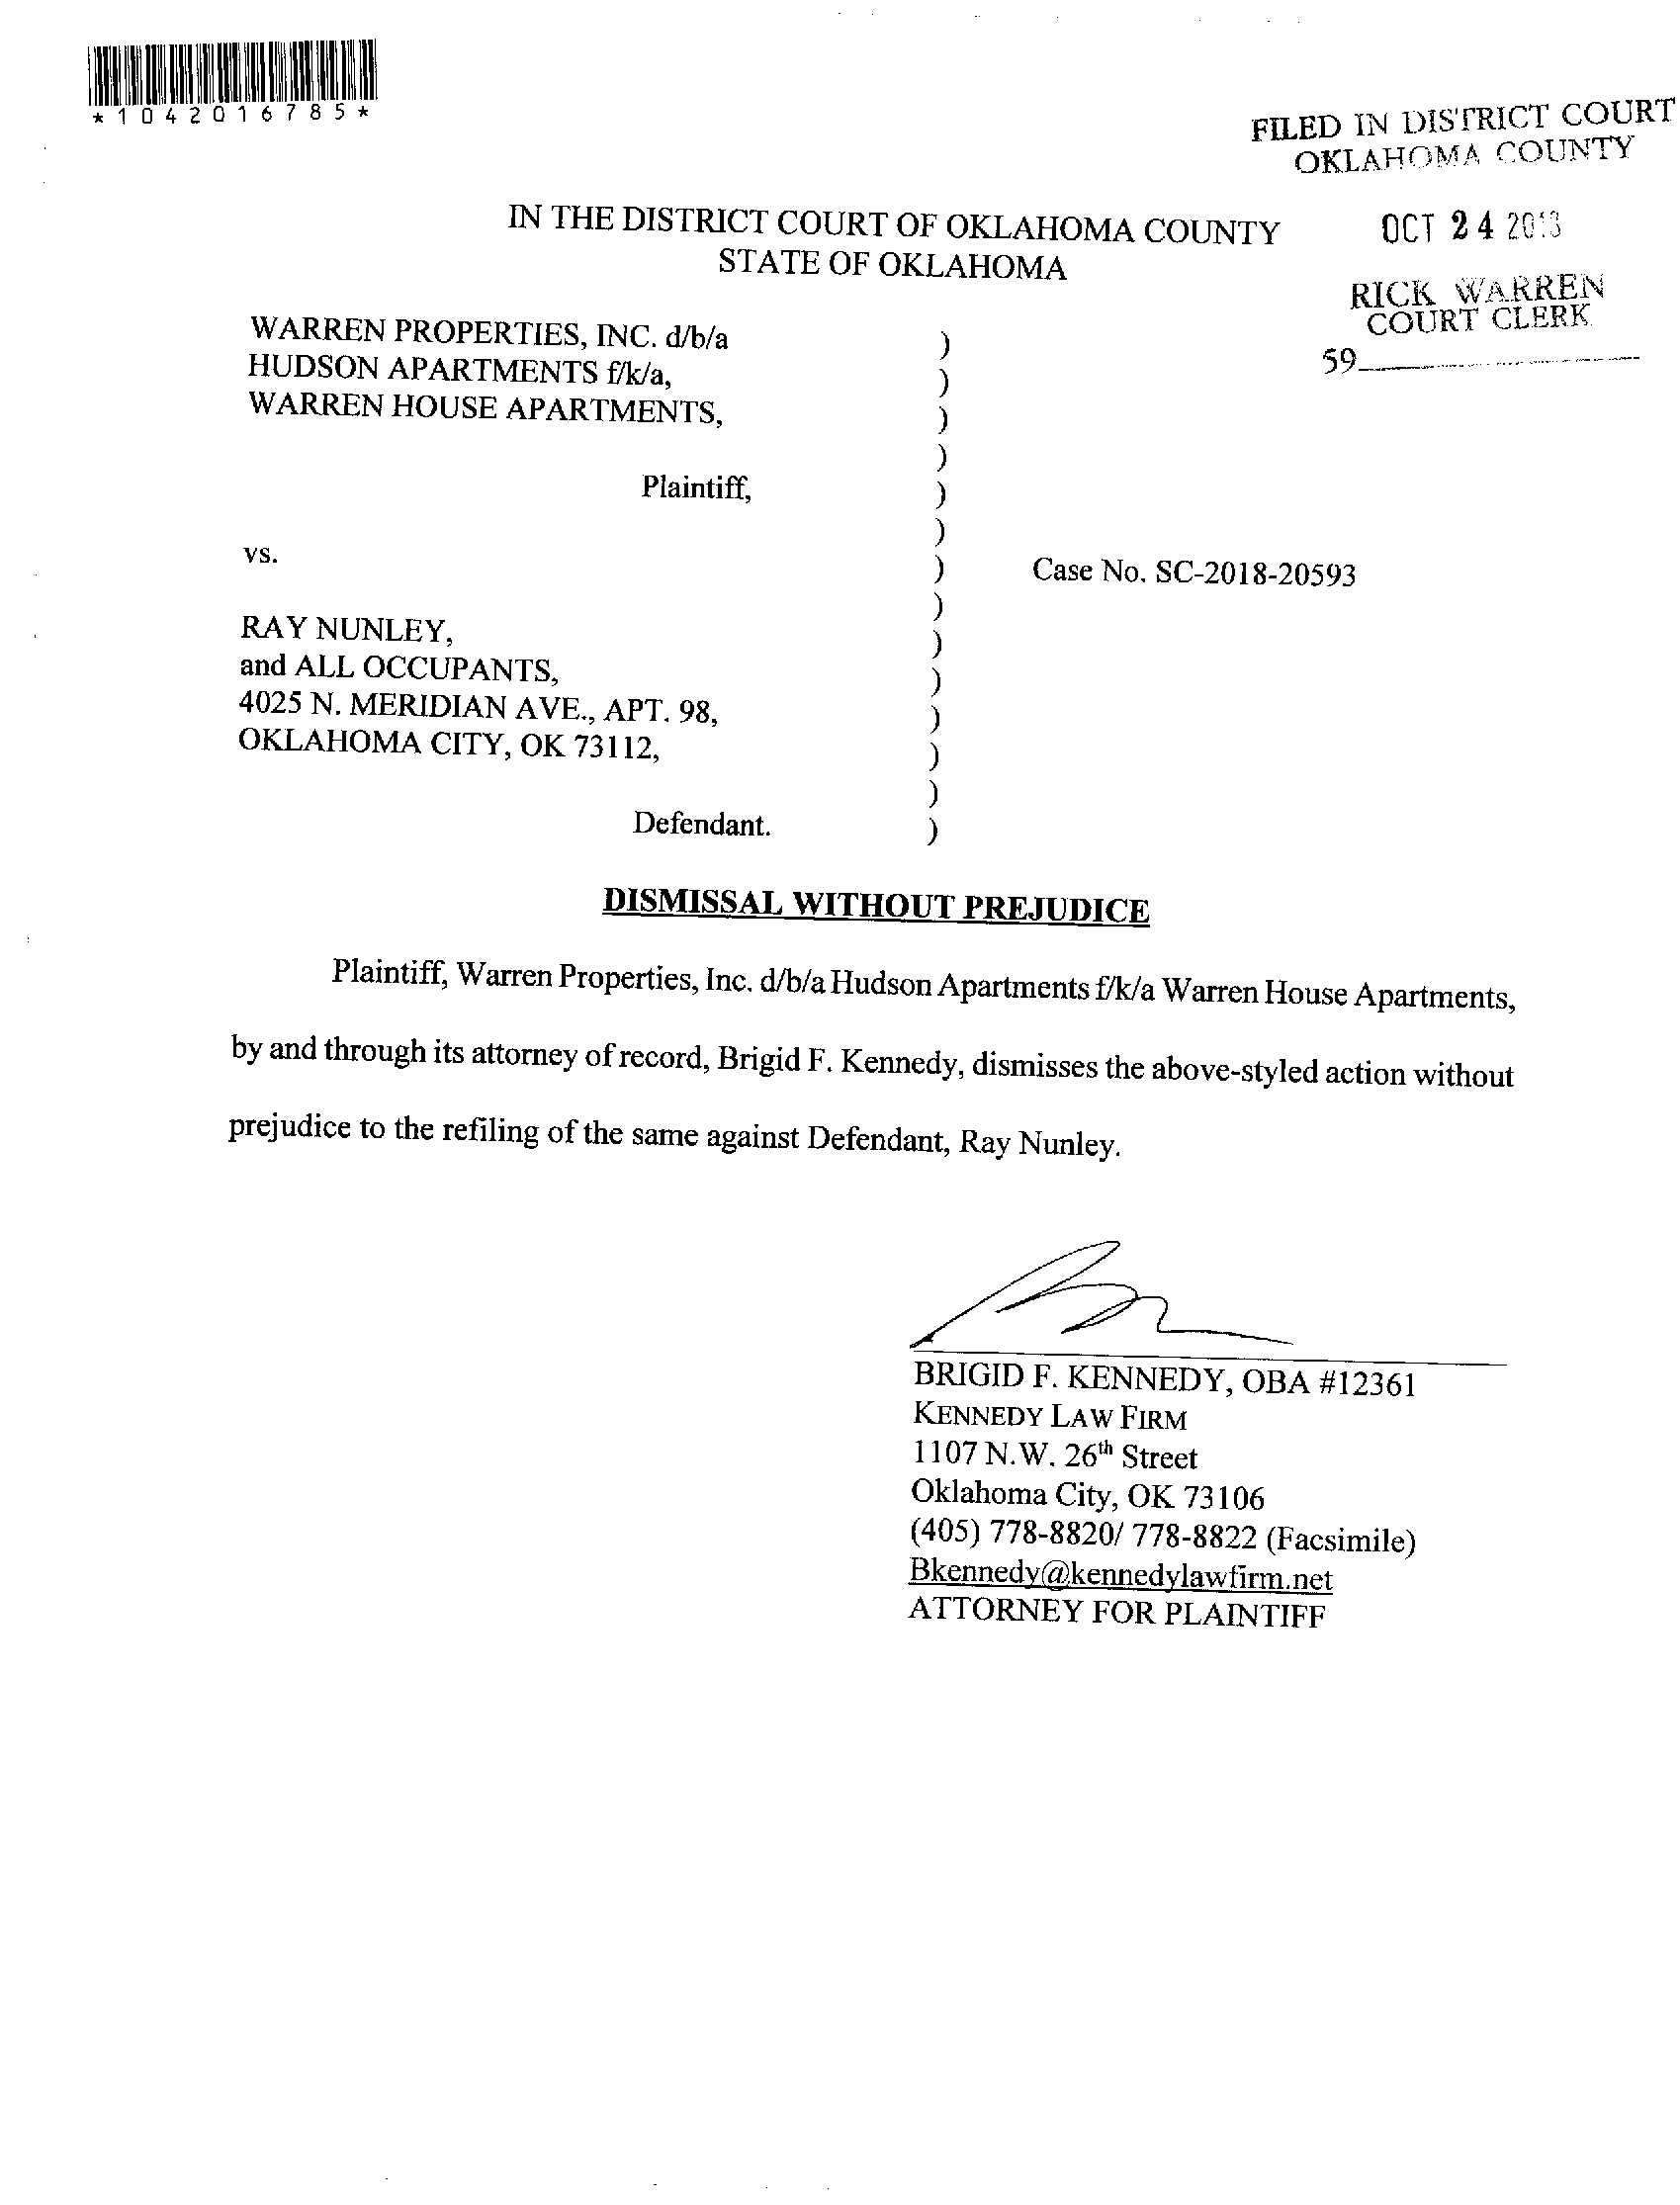 *1042016785*
FILED IN DISTRICT COURT
OKLAHOMA COUNTY
IN THE DISTRICT COURT OF OKLAHOMA COUNTY
STATE OF OKLAHOMA
OCT 24
RICK WARREN
COURT CLERK
59
WARREN PROPERTIES, INC. d/b/a )
HUDSON APARTMENTS f/k/a, )
WARREN HOUSE APARTMENTS, )
)
Plaintiff, )
)
vs. ) Case No. SC-2018-20593
)
RAY NUNLEY, )
and ALL OCCUPANTS, )
4025 N. MERIDIAN AVE., APT. 98, )
OKLAHOMA CITY, OK 73112, )
)
Defendant. )
DISMISSAL WITHOUT PREJUDICE
Plaintiff, Warren Properties, Inc. d/b/a Hudson Apartments f/k/a Warren House Apartments,
by and through its attorney of record, Brigid F. Kennedy, dismisses the above-styled action without
prejudice to the refiling of the same against Defendant, Ray Nunley.
BRIGID F. KENNEDY, OBA #12361
KENNEDY LAW FIRM
1107 N.W. 26th Street
Oklahoma City, OK 73106
(405) 778-8820/ 778-8822 (Facsimile)
Bkennedy@kennedylawfirm.net
ATTORNEY FOR PLAINTIFF